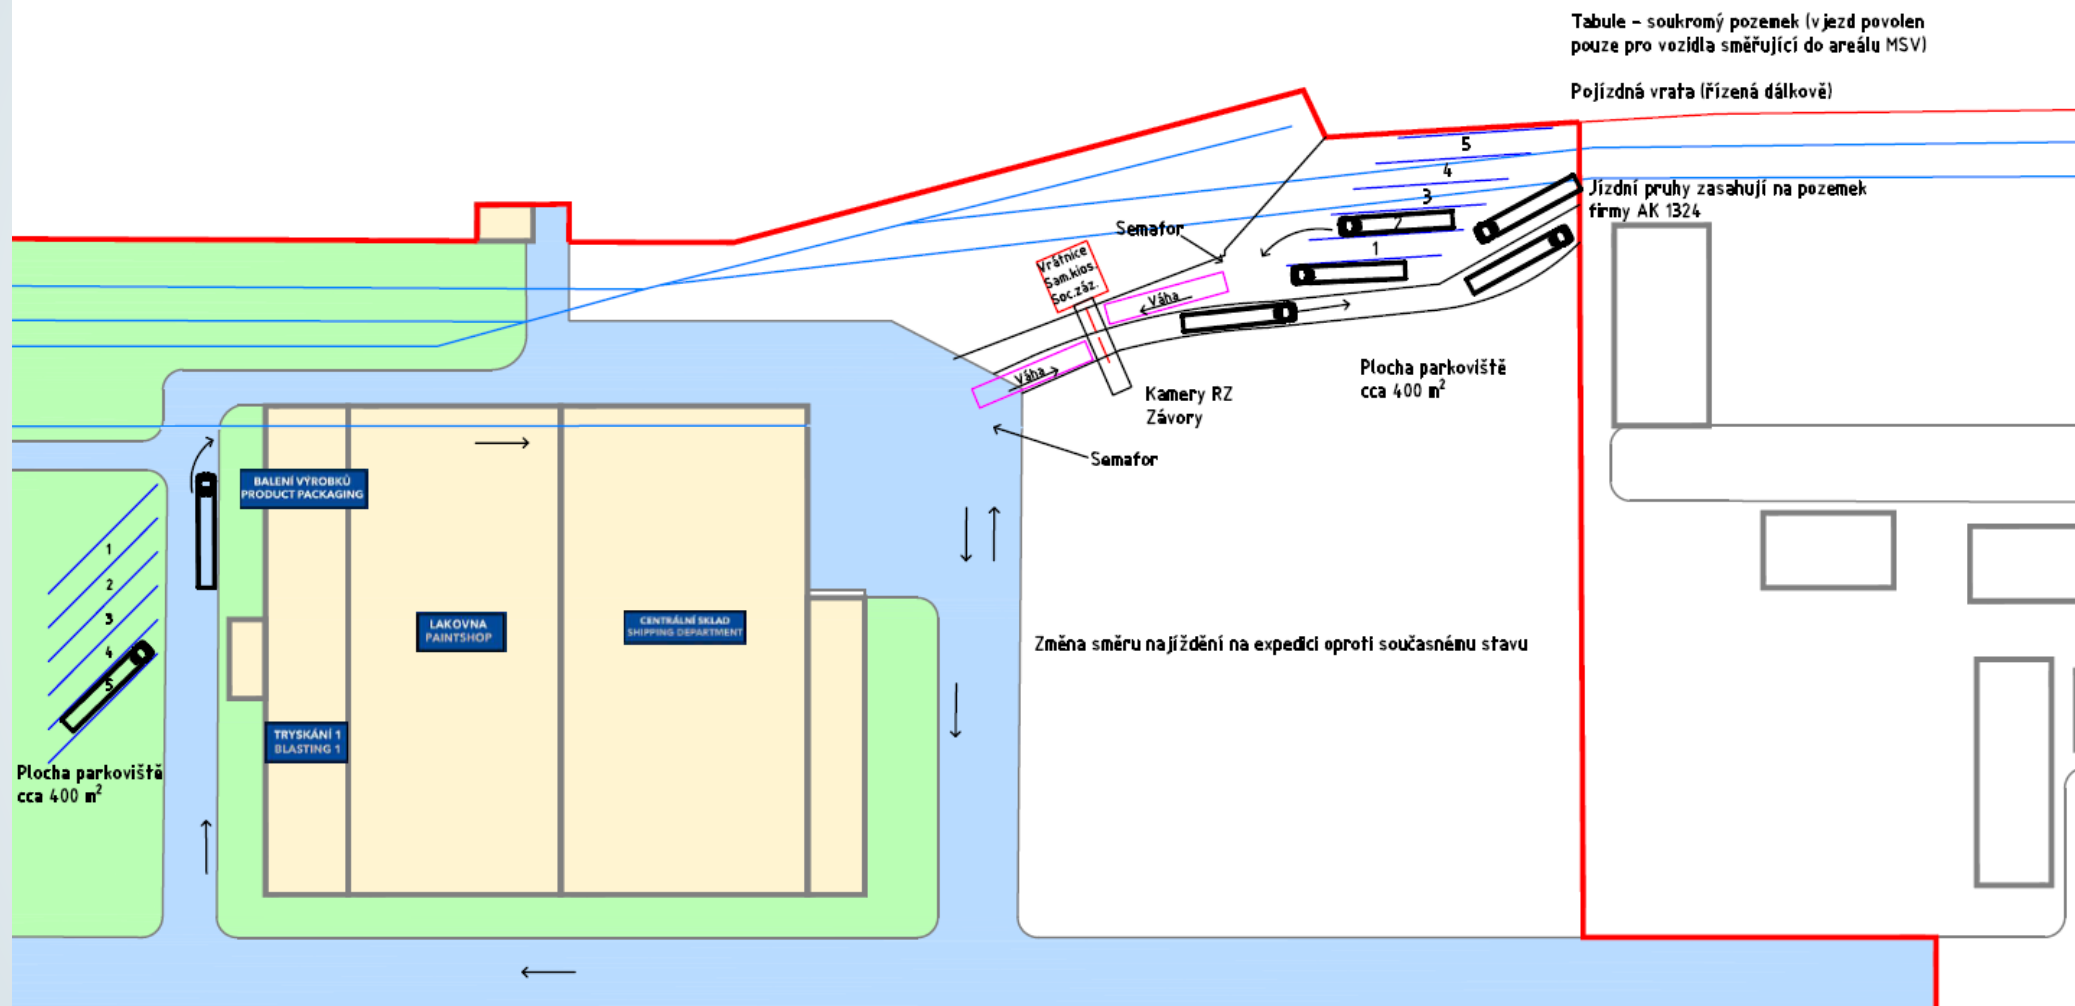 Tabule - soukromý pozemek (vjezd povolen
pouze pro vozidla směřující do areálu MSV)
Pojízdná vrata (řízená dálkově)
5
4
3
2
1
Jízdní pruhy zasahují na pozemek
firmy AK 1324
Semafor
Vrátnice
Sam.kios.
Soc.záz.
Váha
Váha
Plocha parkoviště
cca 400 m²
Kamery RZ
Závory
Semafor
BALENÍ VÝROBKŮ
PRODUCT PACKAGING
1
2
3
4
5
LAKOVNA
PAINTSHOP
CENTRÁLNÍ SKLAD
SHIPPING DEPARTMENT
Změna směru najíždění na expedici oproti současnému stavu
TRYSKÁNÍ 1
BLASTING 1
Plocha parkoviště
cca 400 m²